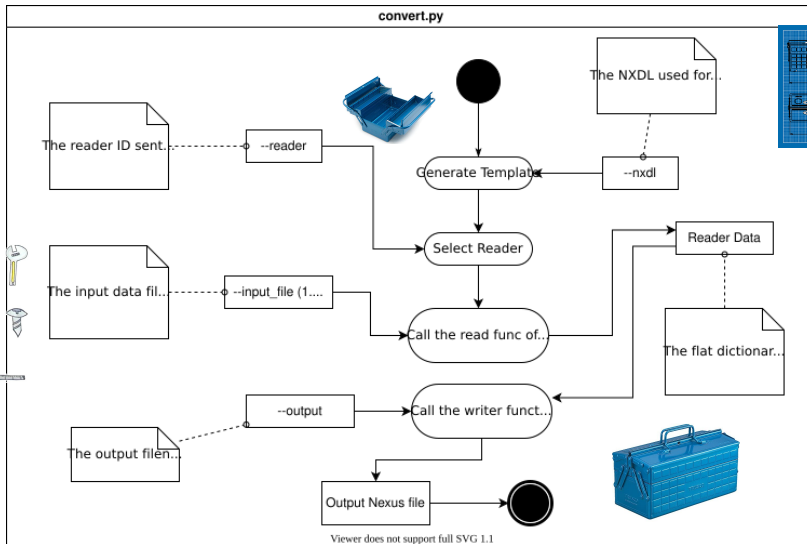 convert.py
The NXDL used for...
The reader ID sent...
--reader
Generate Template
--nxdl
Select Reader
Reader Data
The input data fil...
--input_file (1....
Call the read func of...
The flat dictionar...
--output
Call the writer funct...
The output filen...
Output Nexus file
Viewer does not support full SVG 1.1